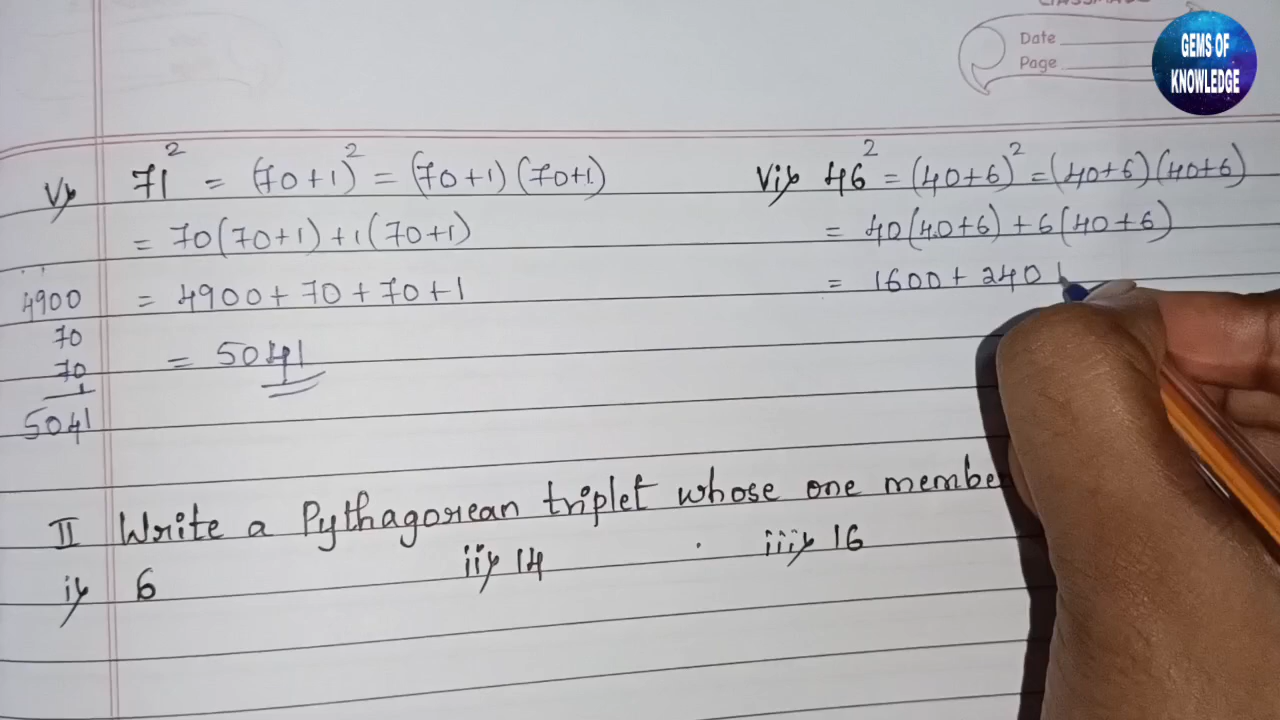 CLASSMATE
Date
Page
GEMS OF
KNOWLEDGE
v) 71² = (70+1)² = (70+1)(70+1)
= 70(70+1)+1(70+1)
= 4900+70+70+1
= 5041
4900
70
70
1
5041
vi) 46² = (40+6)² = (40+6)(40+6)
= 40(40+6)+6(40+6)
= 1600+240
II Write a Pythagorean triplet whose one member
i) 6 ii) 14 iii) 16